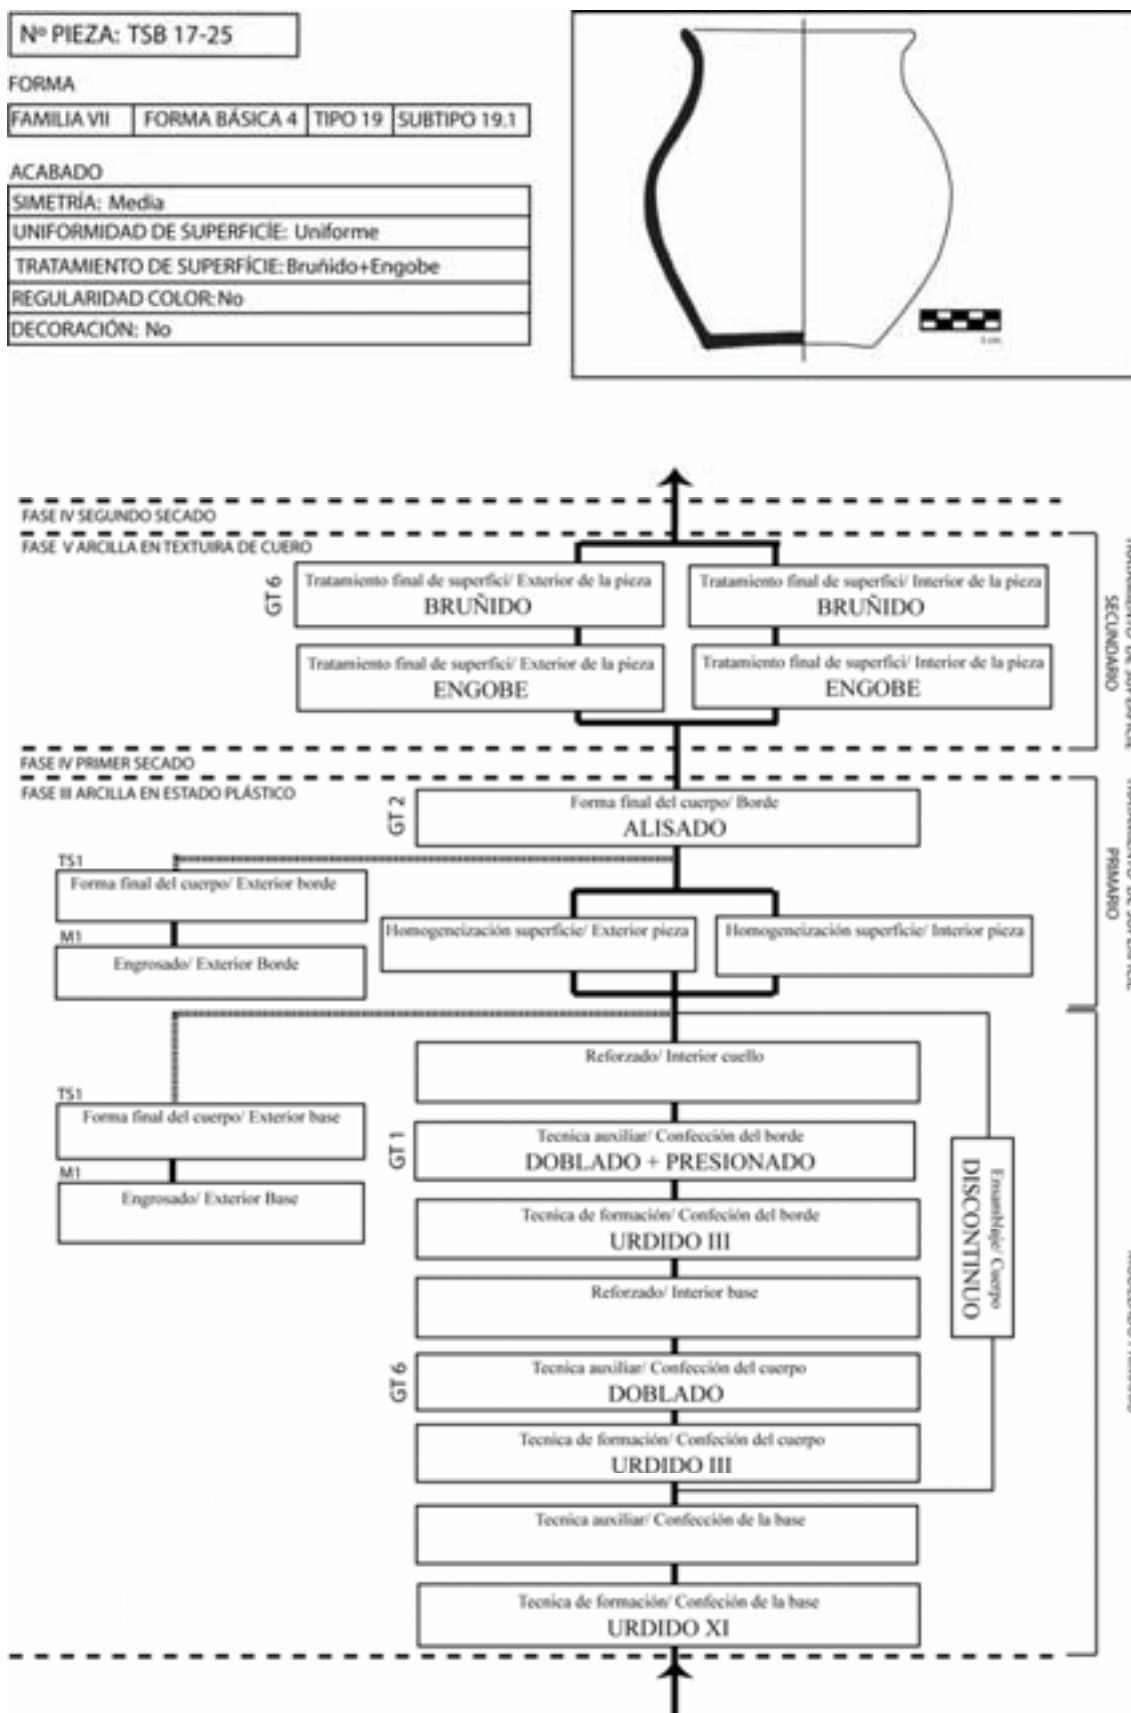 Nº PIEZA: TSB 17-25
FORMA
FAMILIA VII FORMA BÁSICA 4 TIPO 19 SUBTIPO 19.1
ACABADO
SIMETRÍA: Media
UNIFORMIDAD DE SUPERFICÍE: Uniforme
TRATAMIENTO DE SUPERFÍCIE: Bruñido+Engobe
REGULARIDAD COLOR: No
DECORACIÓN: No
FASE IV SEGUNDO SECADO
FASE V ARCILLA EN TEXTUIRA DE CUERO
GT 6
Tratamiento final de superfici/ Exterior de la pieza
BRUÑIDO
Tratamiento final de superfici/ Interior de la pieza
BRUÑIDO
Tratamiento final de superfici/ Exterior de la pieza
ENGOBE
Tratamiento final de superfici/ Interior de la pieza
ENGOBE
SECUNDARIO
FASE IV PRIMER SECADO
FASE III ARCILLA EN ESTADO PLÁSTICO
GT 2
Forma final del cuerpo/ Borde
ALISADO
TS1
Forma final del cuerpo/ Exterior borde
M1
Engrosado/ Exterior Borde
Homogeneización superficie/ Exterior pieza
Homogeneización superficie/ Interior pieza
PRIMARIO
Reforzado/ Interior cuello
TS1
Forma final del cuerpo/ Exterior base
M1
Engrosado/ Exterior Base
GT 1
Tecnica auxiliar/ Confección del borde
DOBLADO + PRESIONADO
Tecnica de formación/ Confeción del borde
URDIDO III
Reforzado/ Interior base
Ensamblaje/ Cuerpo
DISCONTINUO
GT 6
Tecnica auxiliar/ Confección del cuerpo
DOBLADO
Tecnica de formación/ Confeción del cuerpo
URDIDO III
Tecnica auxiliar/ Confección de la base
Tecnica de formación/ Confeción de la base
URDIDO XI